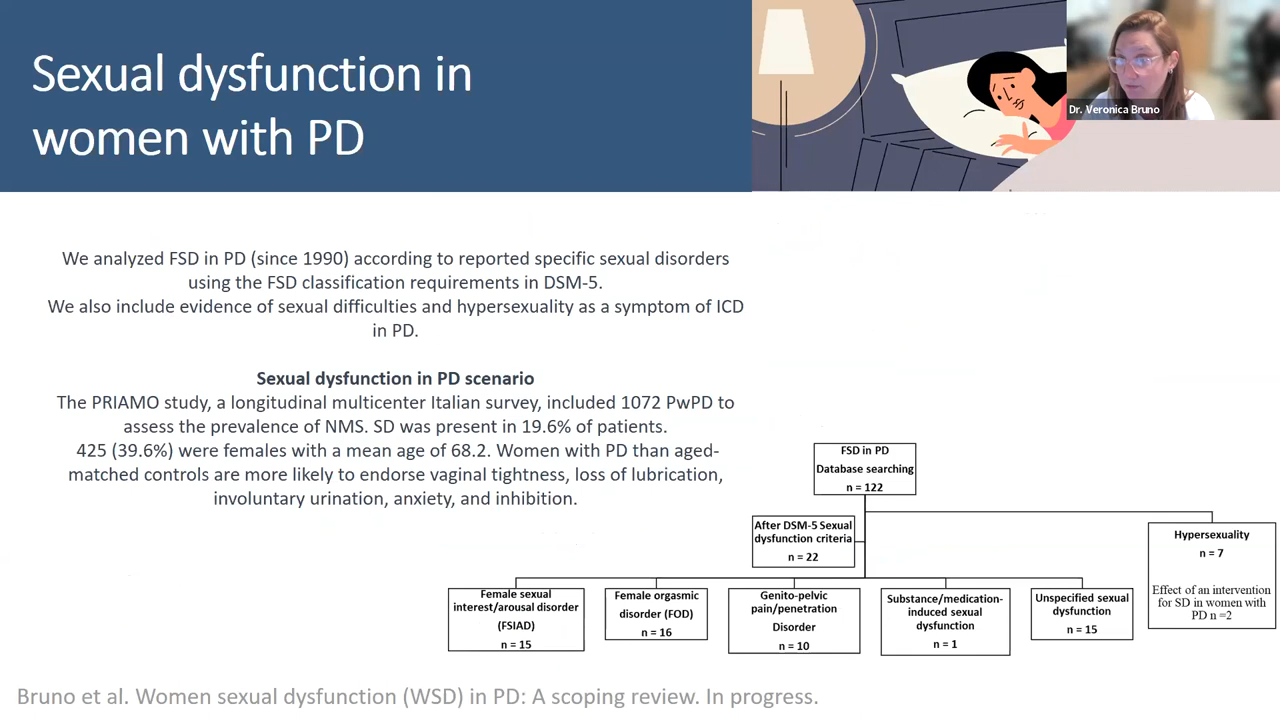 Sexual dysfunction in
women with PD
Dr. Veronica Bruno
We analyzed FSD in PD (since 1990) according to reported specific sexual disorders
using the FSD classification requirements in DSM-5.
We also include evidence of sexual difficulties and hypersexuality as a symptom of ICD
in PD.
Sexual dysfunction in PD scenario
The PRIAMO study, a longitudinal multicenter Italian survey, included 1072 PwPD to
assess the prevalence of NMS. SD was present in 19.6% of patients.
425 (39.6%) were females with a mean age of 68.2. Women with PD than aged-
matched controls are more likely to endorse vaginal tightness, loss of lubrication,
involuntary urination, anxiety, and inhibition.
FSD in PD
Database searching
n = 122
After DSM-5 Sexual
dysfunction criteria
n = 22
Hypersexuality
n = 7
Effect of an intervention
for SD in women with
PD n =2
Female sexual
interest/arousal disorder
(FSIAD)
n = 15
Female orgasmic
disorder (FOD)
n = 16
Genito-pelvic
pain/penetration
Disorder
n = 10
Substance/medication-
induced sexual
dysfunction
n = 1
Unspecified sexual
dysfunction
n = 15
Bruno et al. Women sexual dysfunction (WSD) in PD: A scoping review. In progress.